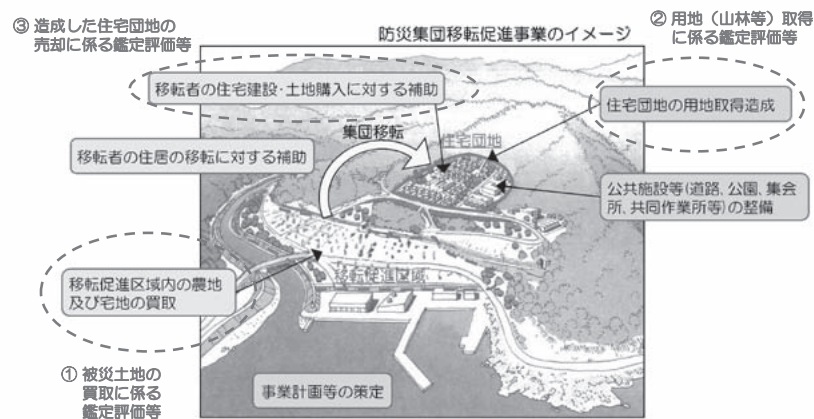 ③ 造成した住宅団地の
売却に係る鑑定評価等
防災集団移転促進事業のイメージ
② 用地（山林等）取得
に係る鑑定評価等
移転者の住宅建設・土地購入に対する補助
住宅団地の用地取得造成
集団移転
住宅団地
移転者の住居の移転に対する補助
公共施設等(道路、公園、集会
所、共同作業所等)の整備
移転促進区域
移転促進区域内の農地
及び宅地の買取
① 被災土地の
買取に係る
鑑定評価等
事業計画等の策定